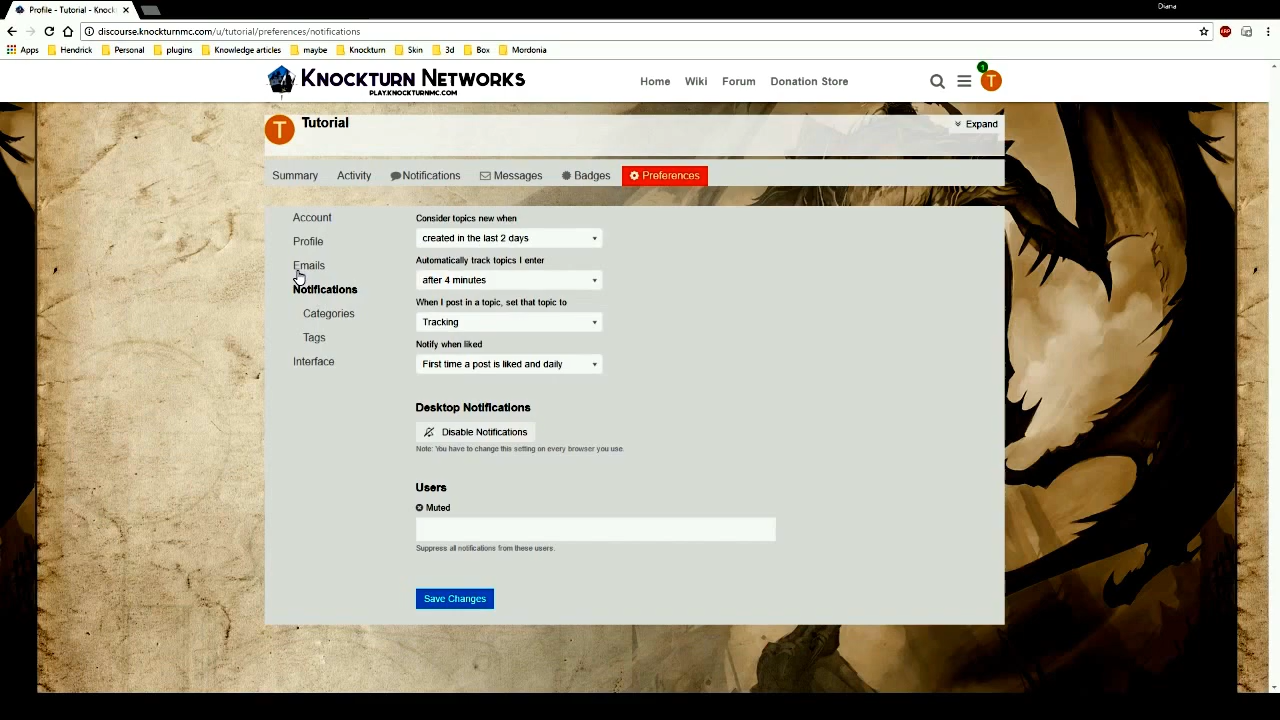 Profile - Tutorial - Knock
Diana
discourse.knockturnmc.com/u/tutorial/preferences/notifications
Apps Hendrick Personal plugins Knowledge articles maybe Knockturn Skin 3d Box Mordonia
KNOCKTURN NETWORKS
PLAY.KNOCKTURNMC.COM
Home Wiki Forum Donation Store
1
T
T Tutorial
Expand
Summary Activity Notifications Messages Badges Preferences
Account
Profile
Emails
Notifications
Categories
Tags
Interface
Consider topics new when
created in the last 2 days
Automatically track topics I enter
after 4 minutes
When I post in a topic, set that topic to
Tracking
Notify when liked
First time a post is liked and daily
Desktop Notifications
Disable Notifications
Note: You have to change this setting on every browser you use.
Users
Muted
Suppress all notifications from these users.
Save Changes